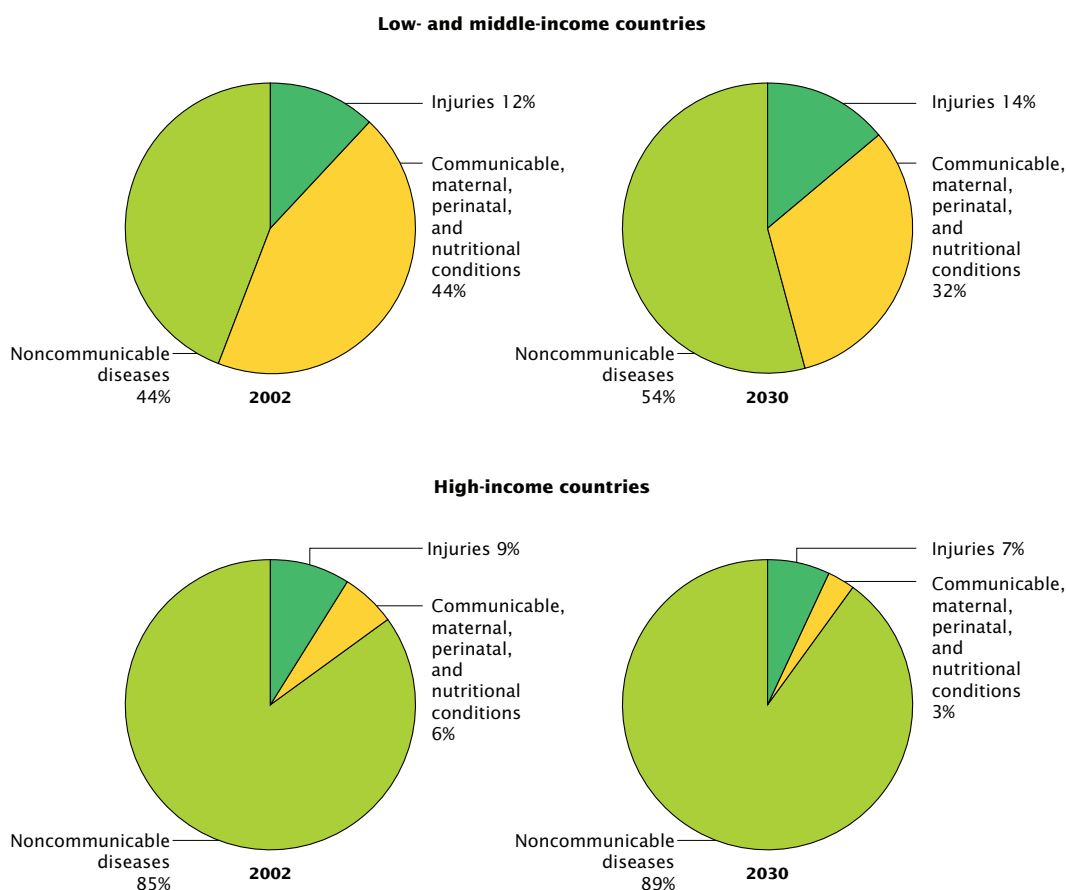 Low- and middle-income countries
Injuries 12%
Communicable,
maternal,
perinatal,
and
nutritional
conditions
44%
Noncommunicable
diseases
44%
2002
Injuries 14%
Communicable,
maternal,
perinatal,
and
nutritional
conditions
32%
Noncommunicable
diseases
54%
2030
High-income countries
Injuries 9%
Communicable,
maternal,
perinatal,
and
nutritional
conditions
6%
Noncommunicable
diseases
85%
2002
Injuries 7%
Communicable,
maternal,
perinatal,
and
nutritional
conditions
3%
Noncommunicable
diseases
89%
2030